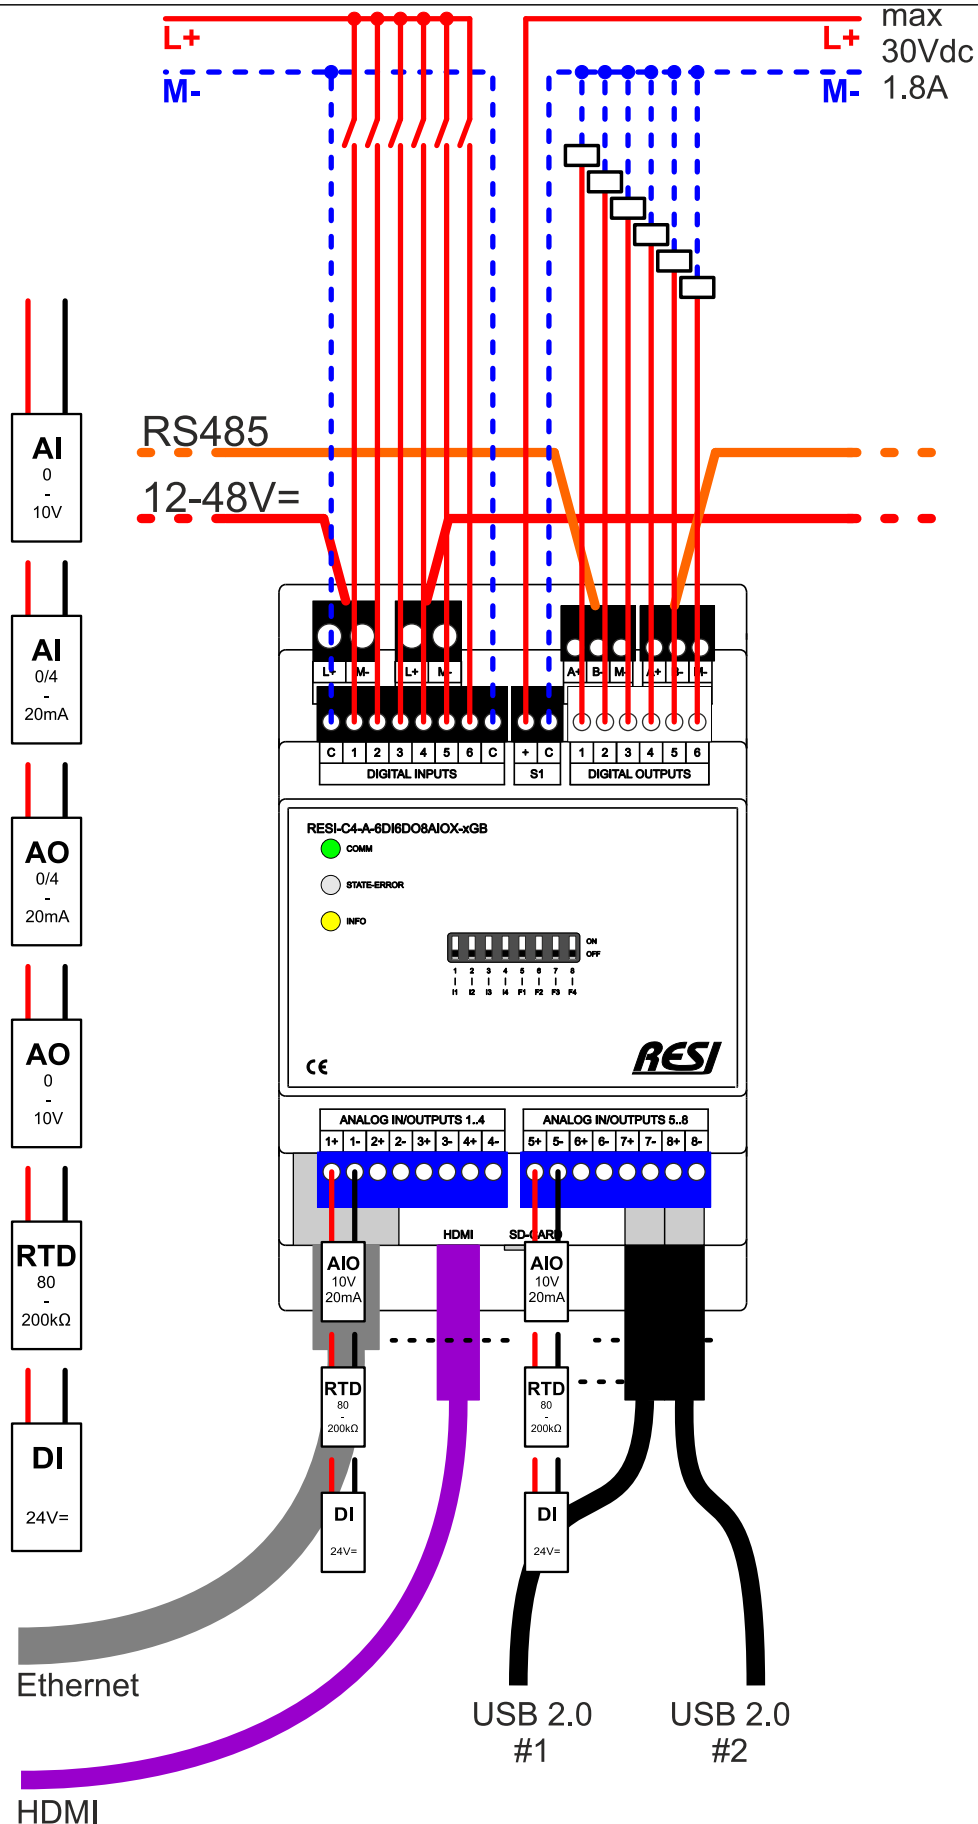 L+
M-
L+
M-
max
30Vdc
1.8A
RS485
12-48V=
AI
0
-
10V
AI
0/4
-
20mA
AO
0/4
-
20mA
AO
0
-
10V
RTD
80
-
200kΩ
DI
24V=
L+ M- L+ M-
A+ B- M- A+ B- M-
C 1 2 3 4 5 6 C
DIGITAL INPUTS
+ C
S1
1 2 3 4 5 6
DIGITAL OUTPUTS
RESI-C4-A-6DI6DO8AIOX-xGB
COMM
STATE-ERROR
INFO
ON
OFF
1 2 3 4 5 6 7 8
I1 I2 I3 I4 F1 F2 F3 F4
CE
RESI
ANALOG IN/OUTPUTS 1..4
1+ 1- 2+ 2- 3+ 3- 4+ 4-
ANALOG IN/OUTPUTS 5..8
5+ 5- 6+ 6- 7+ 7- 8+ 8-
HDMI
SD-CARD
AIO
10V
20mA
AIO
10V
20mA
RTD
80
-
200kΩ
RTD
80
-
200kΩ
DI
24V=
DI
24V=
Ethernet
USB 2.0
#1
USB 2.0
#2
HDMI